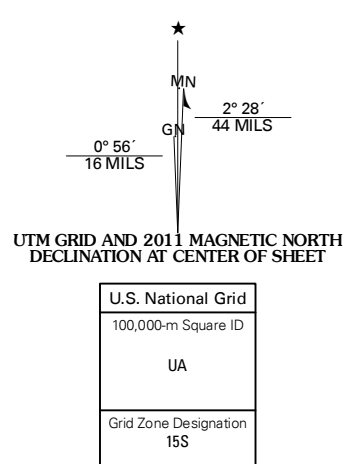 ★
MN
GN
2° 28´
44 MILS
0° 56´
16 MILS
UTM GRID AND 2011 MAGNETIC NORTH
DECLINATION AT CENTER OF SHEET
U.S. National Grid
100,000-m Square ID
UA
Grid Zone Designation
15S